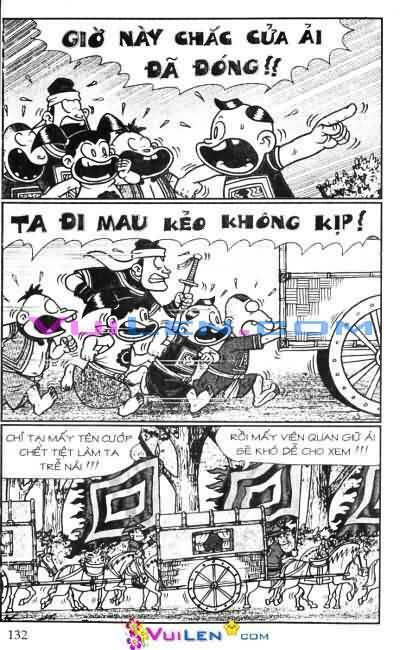 GIỜ NÀY CHẮC CỬA ẢI
ĐÃ ĐÓNG!!
TA ĐI MAU KẺO KHÔNG KỊP!
VUILEN.COM
CHỈ TẠI MẤY TÊN CƯỚP
CHẾT TIỆT LÀM TA
TRỄ NẢI!!!
RỒI MẤY VIÊN QUAN GIỮ ẢI
SẼ KHÓ DỄ CHO XEM!!!
132
VUILEN.COM